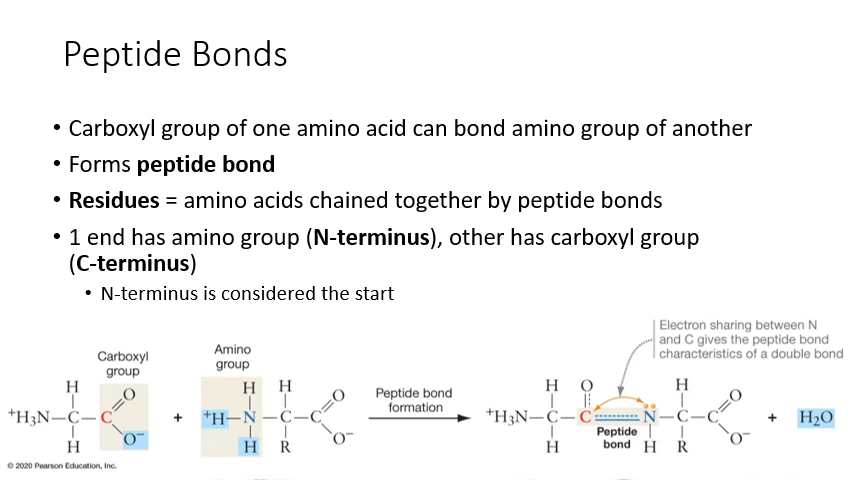 Peptide Bonds
• Carboxyl group of one amino acid can bond amino group of another
• Forms peptide bond
• Residues = amino acids chained together by peptide bonds
• 1 end has amino group (N-terminus), other has carboxyl group
(C-terminus)
• N-terminus is considered the start
Electron sharing between N
and C gives the peptide bond
characteristics of a double bond
Carboxyl
group
Amino
group
H O H H O
⁺H₃N—C—C O⁻ H
+
⁺H—N—C—C O⁻ H R
Peptide bond
formation
H O H O
⁺H₃N—C—C N—C—C O⁻ H H R
Peptide
bond
+ H₂O
© 2020 Pearson Education, Inc.